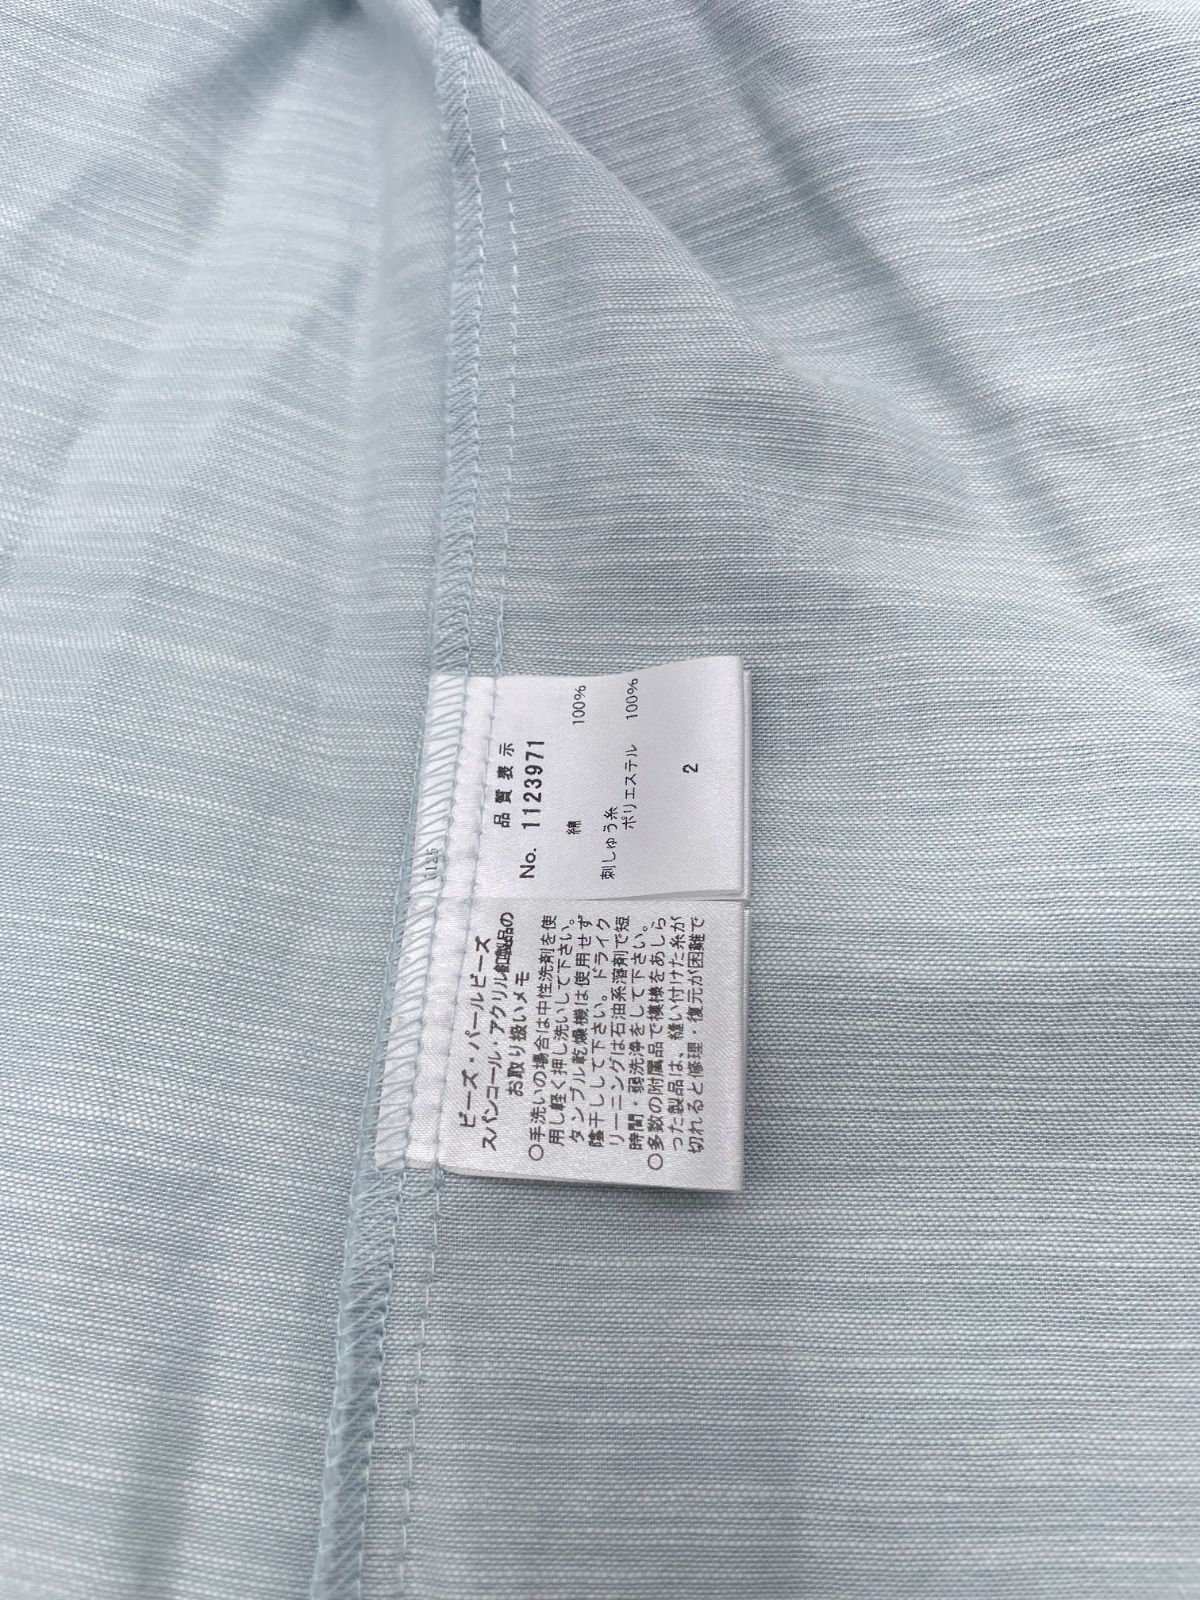 品質表示
No. 1123971
綿 100%
刺しゅう糸
ポリエステル 100%
2
1125
ビーズ・パールビーズ
スパンコール・アクリル釦製品の
お取り扱いメモ
○手洗いの場合は中性洗剤を使
用し軽く押し洗いして下さい。
タンブル乾燥機は使用せず
陰干しして下さい。ドライク
リーニングは石油系溶剤で短
時間・弱洗浄をして下さい。
○多数の附属品で模様をあしら
った製品は、縫い付けた糸が
切れると修理・復元が困難で